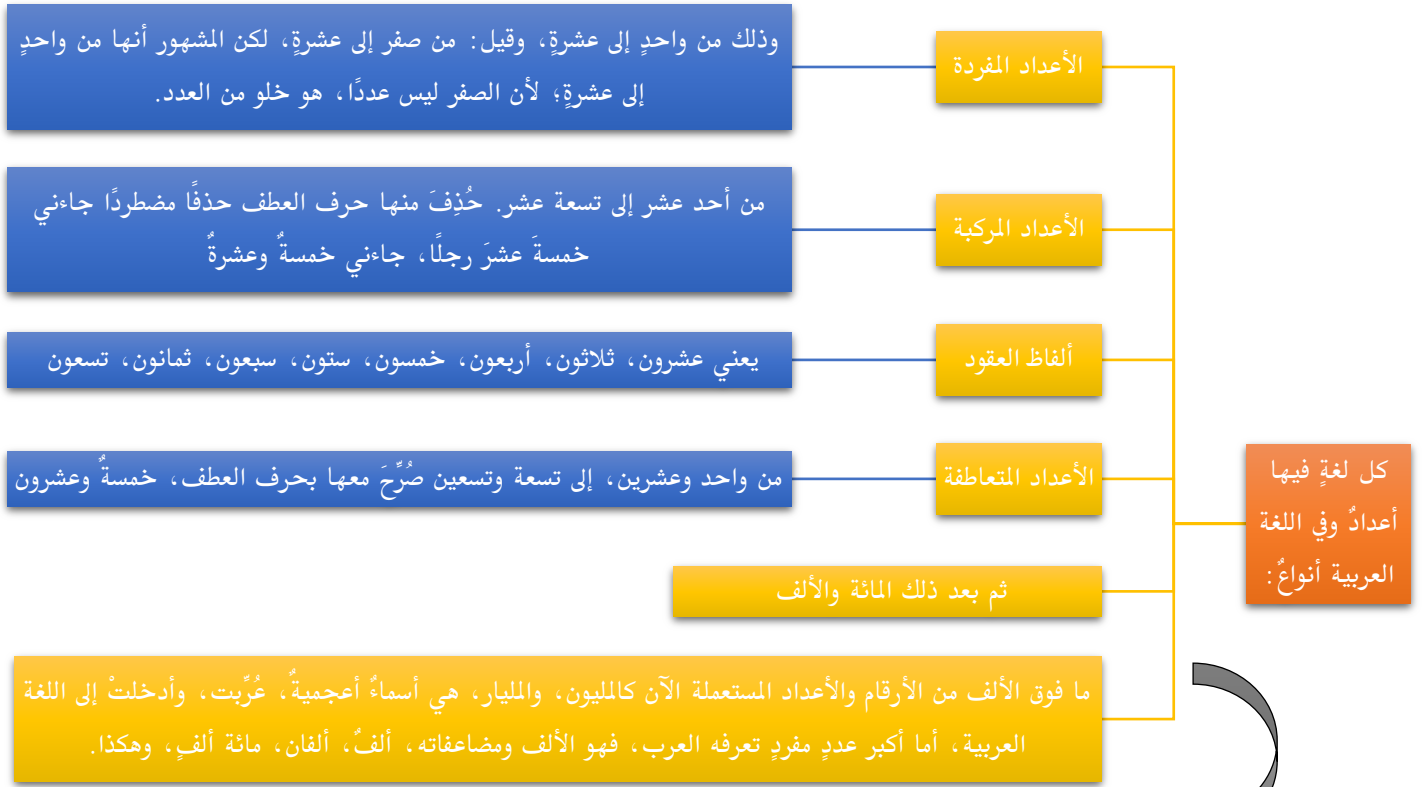 كل لغةٍ فيها
أعدادٌ وفي اللغة
العربية أنواعٌ:
الأعداد المفردة
وذلك من واحدٍ إلى عشرةٍ، وقيل: من صفر إلى عشرةٍ، لكن المشهور أنها من واحدٍ
إلى عشرةٍ؛ لأن الصفر ليس عددًا، هو خلو من العدد.
الأعداد المركبة
من أحد عشر إلى تسعة عشر. حُذِفَ منها حرف العطف حذفًا مضطردًا جاءني
خمسةَ عشرَ رجلًا، جاءني خمسةٌ وعشرةٌ
ألفاظ العقود
يعني عشرون، ثلاثون، أربعون، خمسون، ستون، سبعون، ثمانون، تسعون
الأعداد المتعاطفة
من واحد وعشرين، إلى تسعة وتسعين صُرِّحَ معها بحرف العطف، خمسةٌ وعشرون
ثم بعد ذلك المائة والألف
ما فوق الألف من الأرقام والأعداد المستعملة الآن كالمليون، والمليار، هي أسماءٌ أعجميةٌ، عُرِّبت، وأدخلتْ إلى اللغة
العربية، أما أكبر عددٍ مفردٍ تعرفه العرب، فهو الألف ومضاعفاته، ألفٌ، ألفان، مائة ألفٍ، وهكذا.